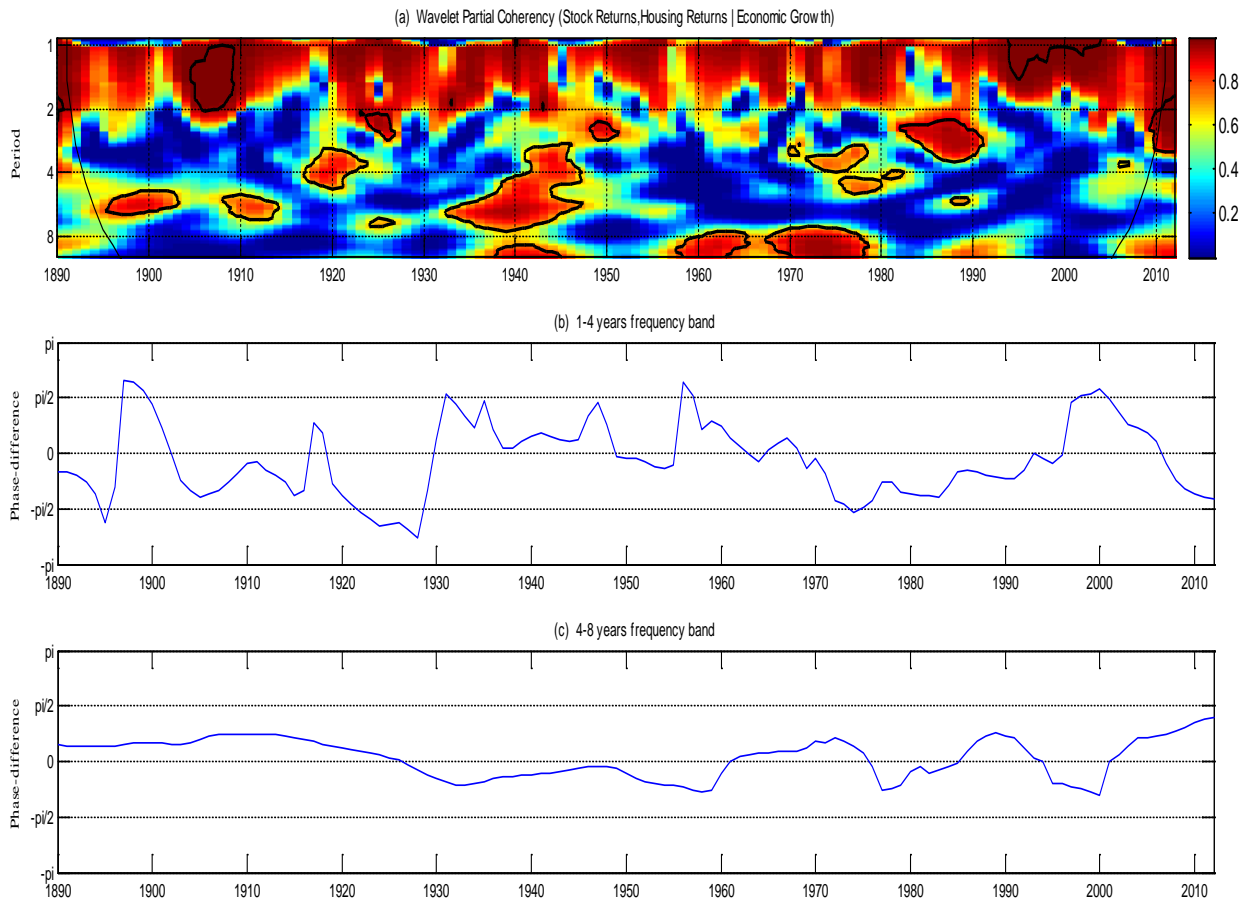 (a) Wavelet Partial Coherency (Stock Returns,Housing Returns | Economic Growth)
Period
1
2
4
8
1890 1900 1910 1920 1930 1940 1950 1960 1970 1980 1990 2000 2010
0.8
0.6
0.4
0.2
(b) 1-4 years frequency band
Phase-difference
pi
pi/2
0
-pi/2
-pi
1890 1900 1910 1920 1930 1940 1950 1960 1970 1980 1990 2000 2010
(c) 4-8 years frequency band
Phase-difference
pi
pi/2
0
-pi/2
-pi
1890 1900 1910 1920 1930 1940 1950 1960 1970 1980 1990 2000 2010